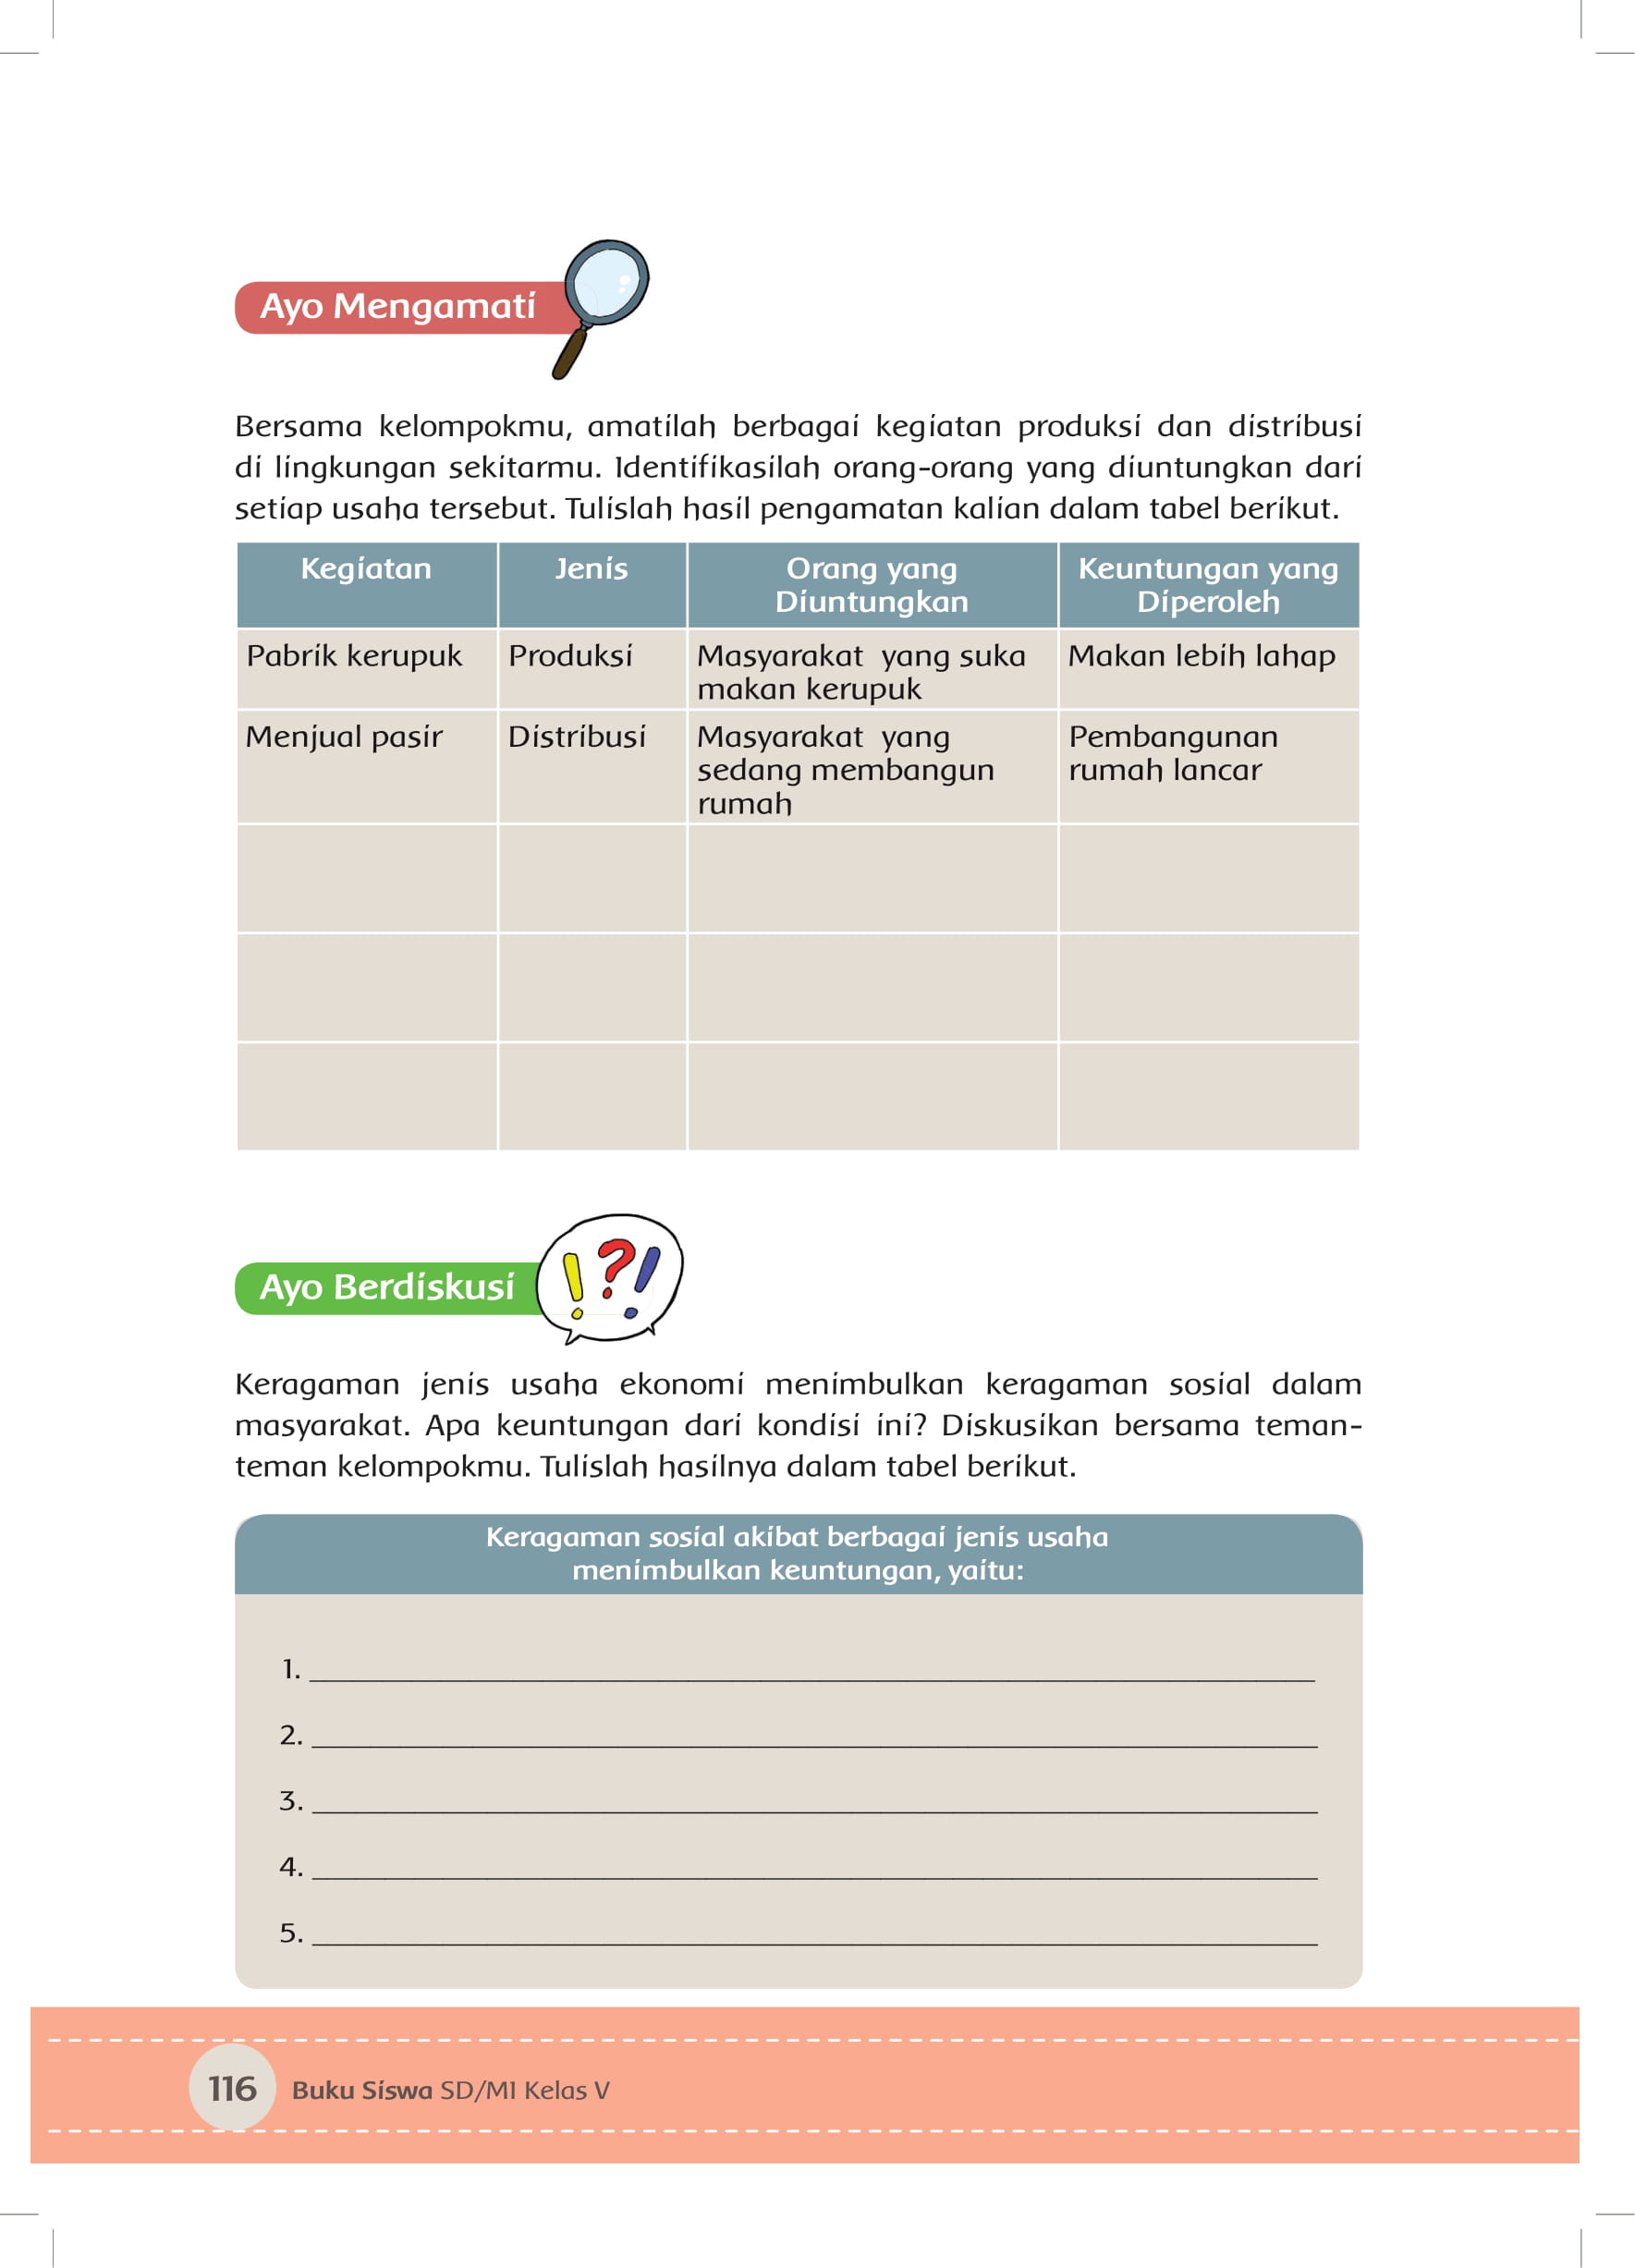 Ayo Mengamati
Bersama kelompokmu, amatilah berbagai kegiatan produksi dan distribusi
di lingkungan sekitarmu. Identifikasilah orang-orang yang diuntungkan dari
setiap usaha tersebut. Tulislah hasil pengamatan kalian dalam tabel berikut.
Kegiatan Jenis Orang yang Keuntungan yang
Diuntungkan Diperoleh
Pabrik kerupuk Produksi Masyarakat yang suka Makan lebih lahap
makan kerupuk
Menjual pasir Distribusi Masyarakat yang Pembangunan
sedang membangun rumah lancar
rumah
Ayo Berdiskusi
Keragaman jenis usaha ekonomi menimbulkan keragaman sosial dalam
masyarakat. Apa keuntungan dari kondisi ini? Diskusikan bersama teman-
teman kelompokmu. Tulislah hasilnya dalam tabel berikut.
Keragaman sosial akibat berbagai jenis usaha
menimbulkan keuntungan, yaitu:
1.
2.
3.
4.
5.
116 Buku Siswa SD/MI Kelas V